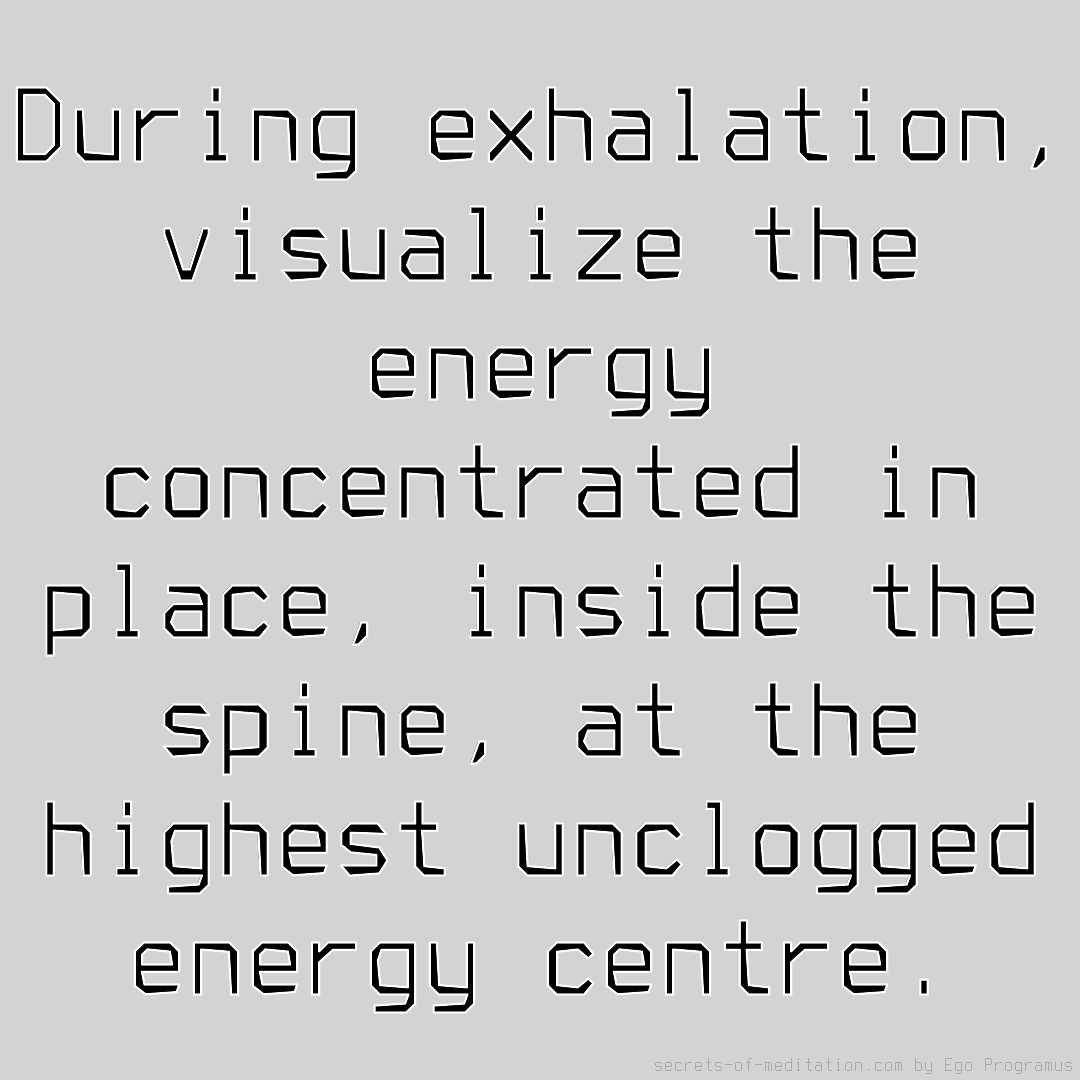 During exhalation,
visualize the
energy
concentrated in
place, inside the
spine, at the
highest unclogged
energy centre.
secrets-of-meditation.com by Ego Programus